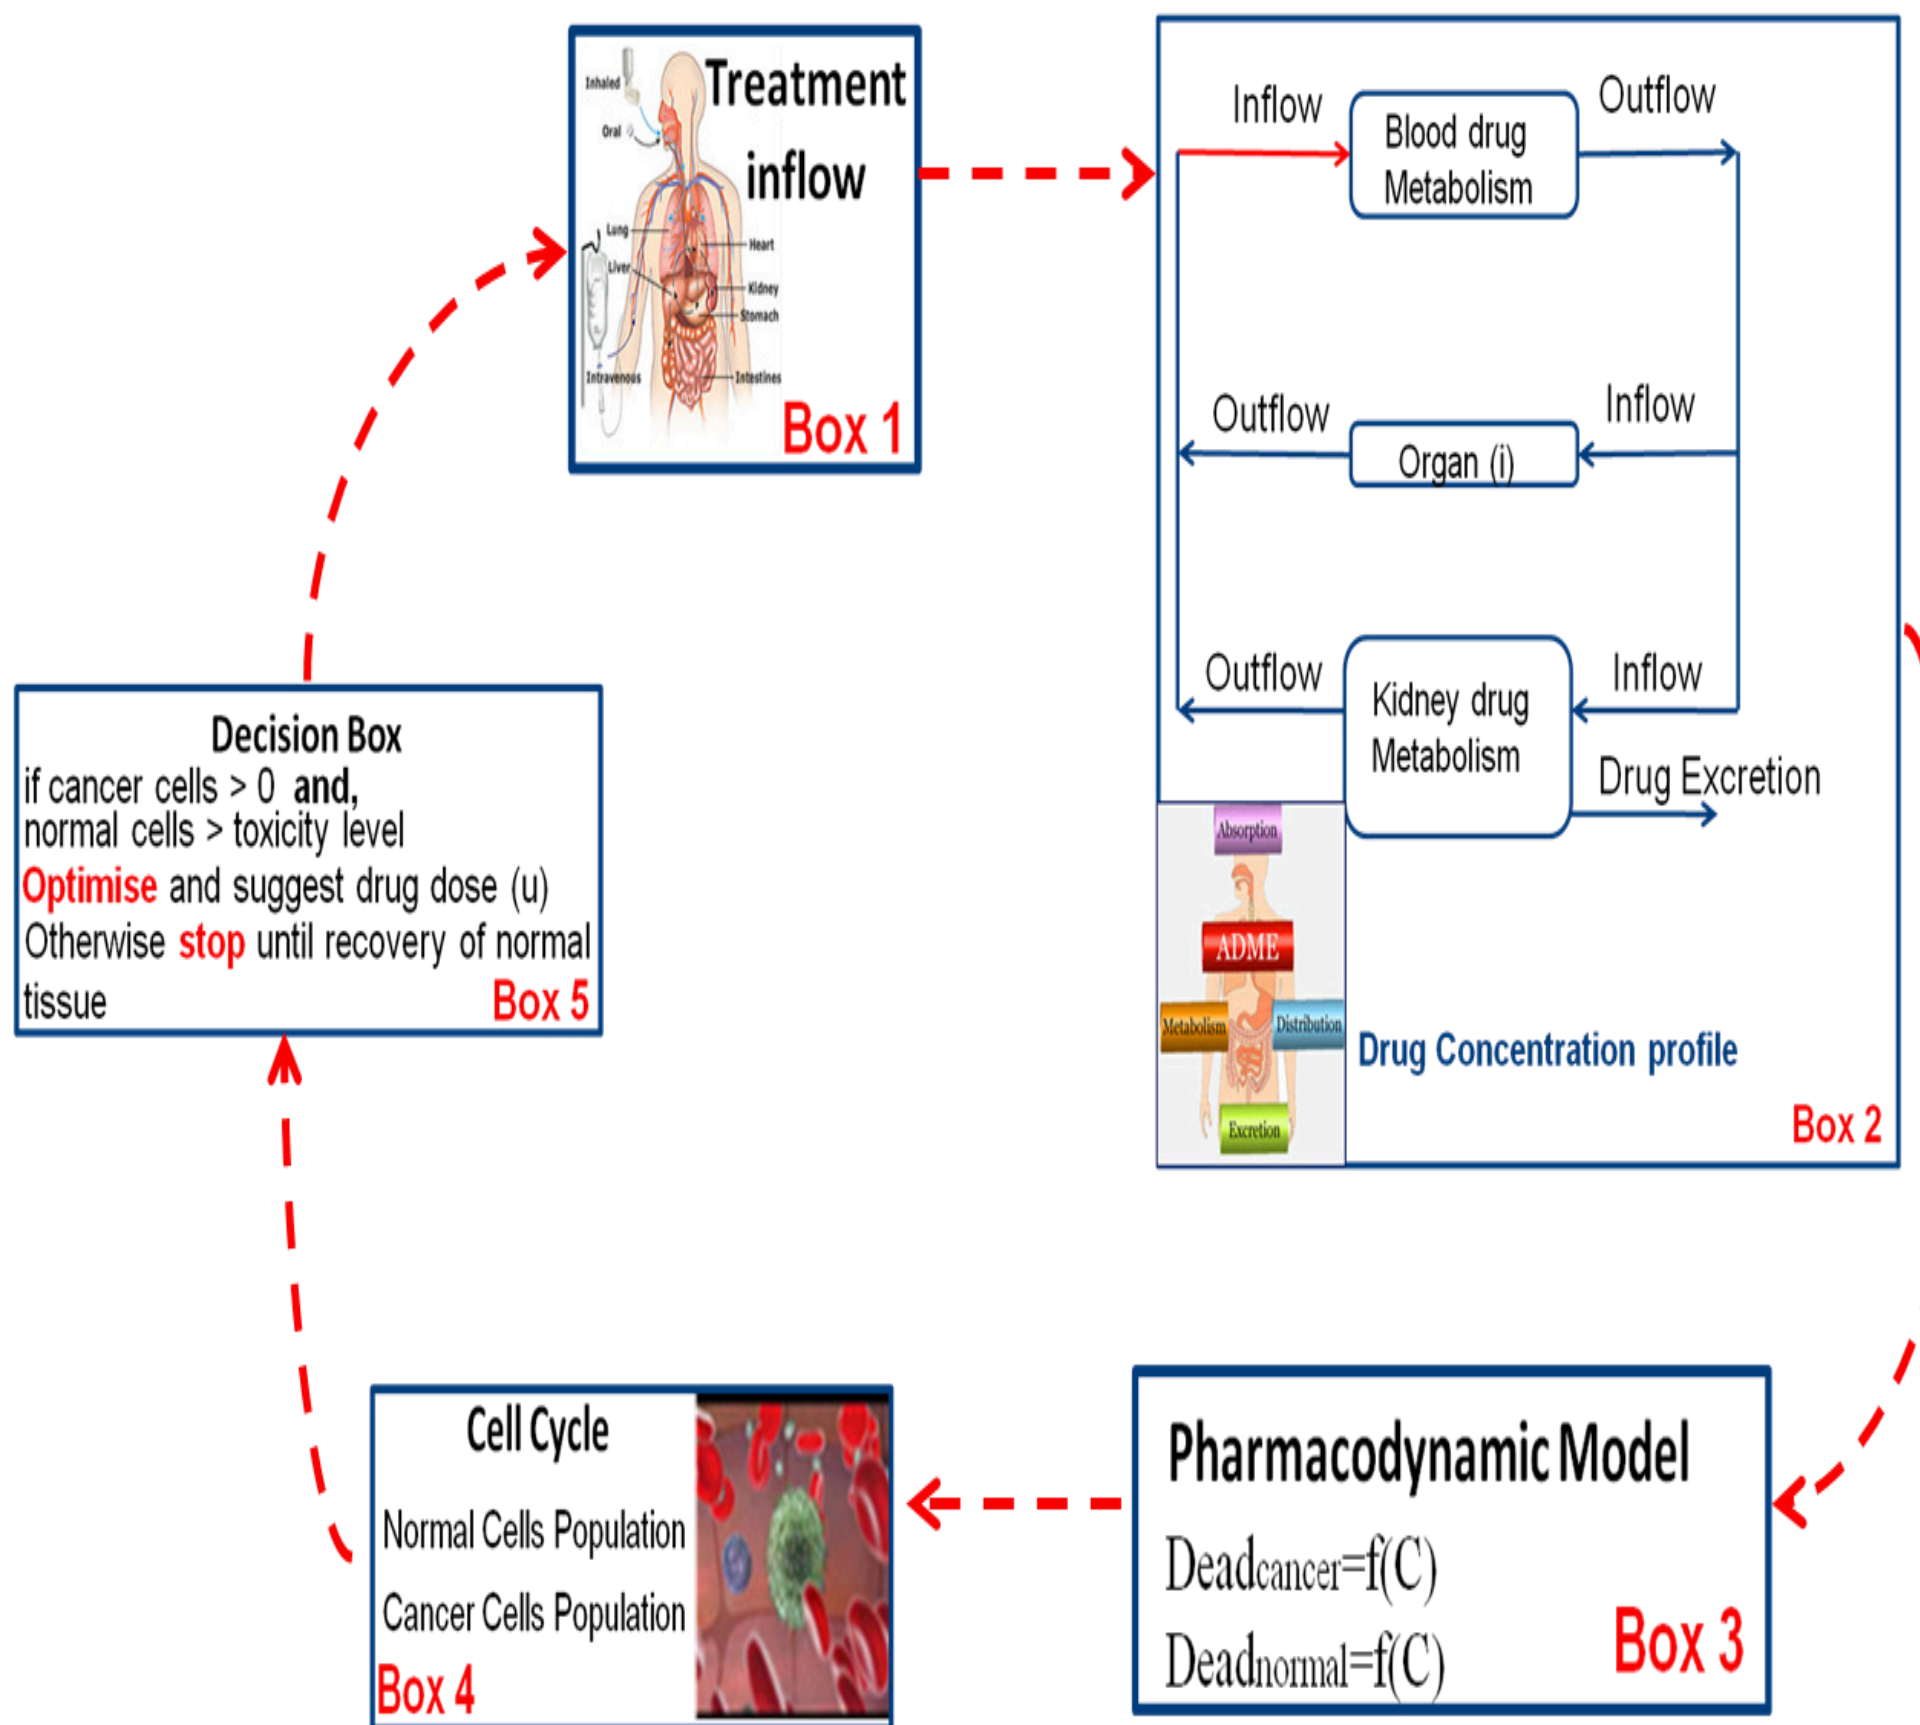 Treatment
inflow
Inhaled
Oral
Lung
Heart
Liver
Kidney
Stomach
Intravenous
Intestines
Box 1
Inflow
Blood drug
Metabolism
Outflow
Outflow
Organ (i)
Inflow
Outflow
Kidney drug
Metabolism
Inflow
Drug Excretion
Absorption
ADME
Metabolism
Distribution
Excretion
Drug Concentration profile
Box 2
Pharmacodynamic Model
Deadcancer=f(C)
Deadnormal=f(C)
Box 3
Cell Cycle
Normal Cells Population
Cancer Cells Population
Box 4
Decision Box
if cancer cells > 0 and,
normal cells > toxicity level
Optimise and suggest drug dose (u)
Otherwise stop until recovery of normal
tissue
Box 5